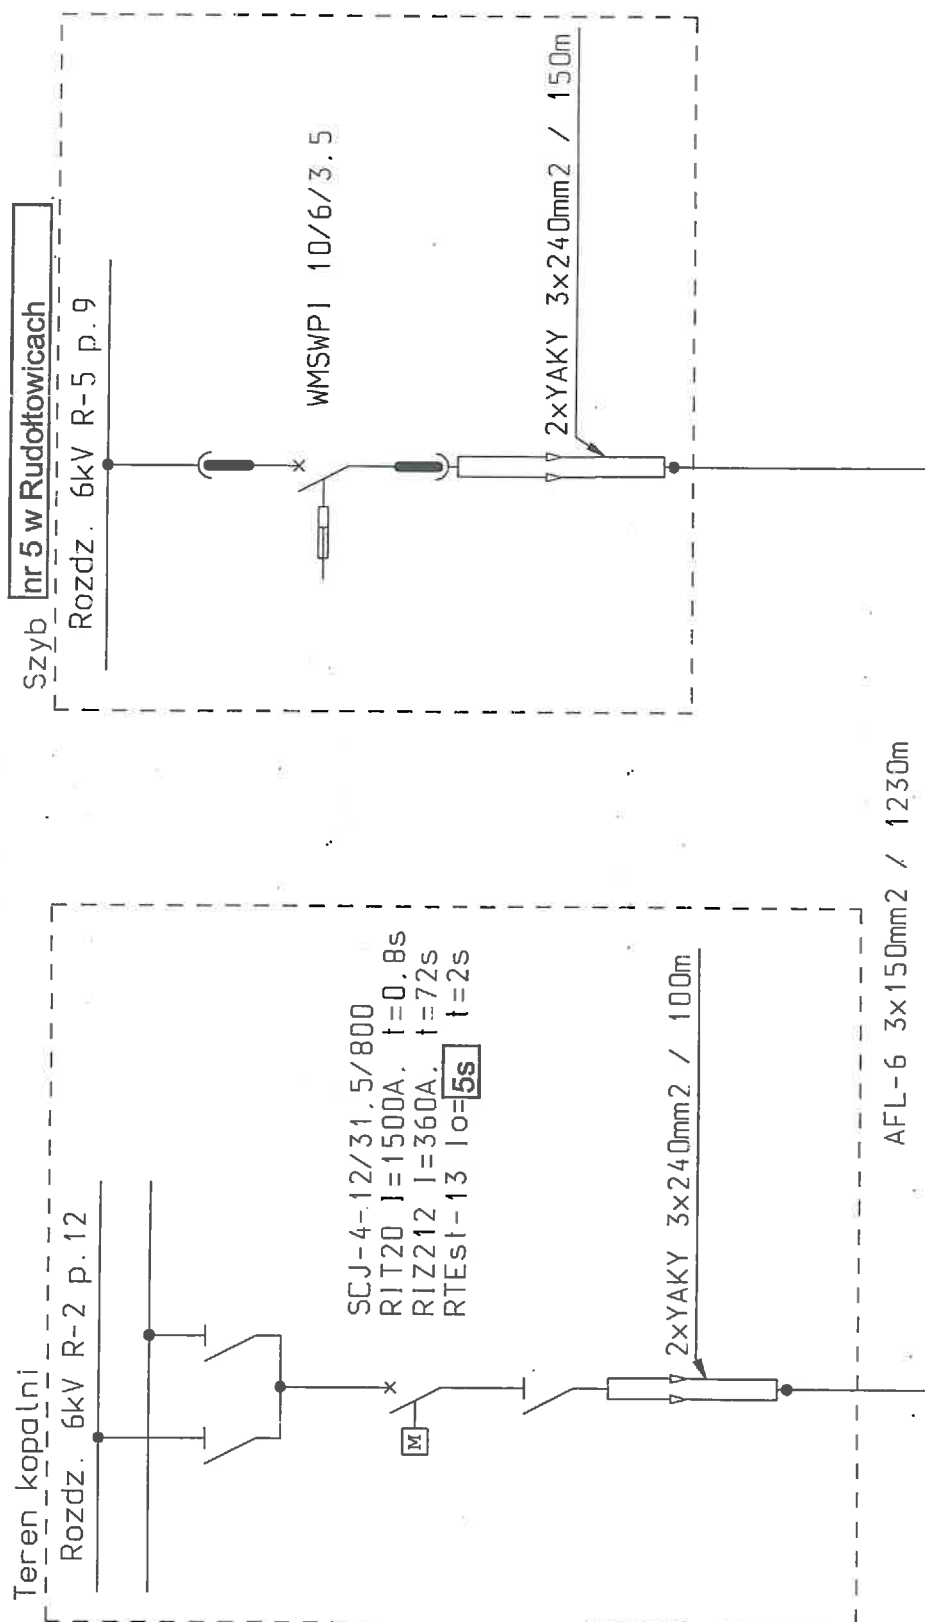 Teren kopalni
Rozdz. 6kV R-2 p.12
SCJ-4-12/31.5/800
RIT20 I=1500A, t=0.8s
RIZ212 I=360A, t=72s
RTEst-13 Io=5s t=2s
M
2xYAKY 3x240mm2 / 100m
AFL-6 3x150mm2 / 1230m
Szyb nr 5 w Rudołtowicach
Rozdz. 6kV R-5 p.9
WMSWPI 10/6/3.5
2xYAKY 3x240mm2 / 150m